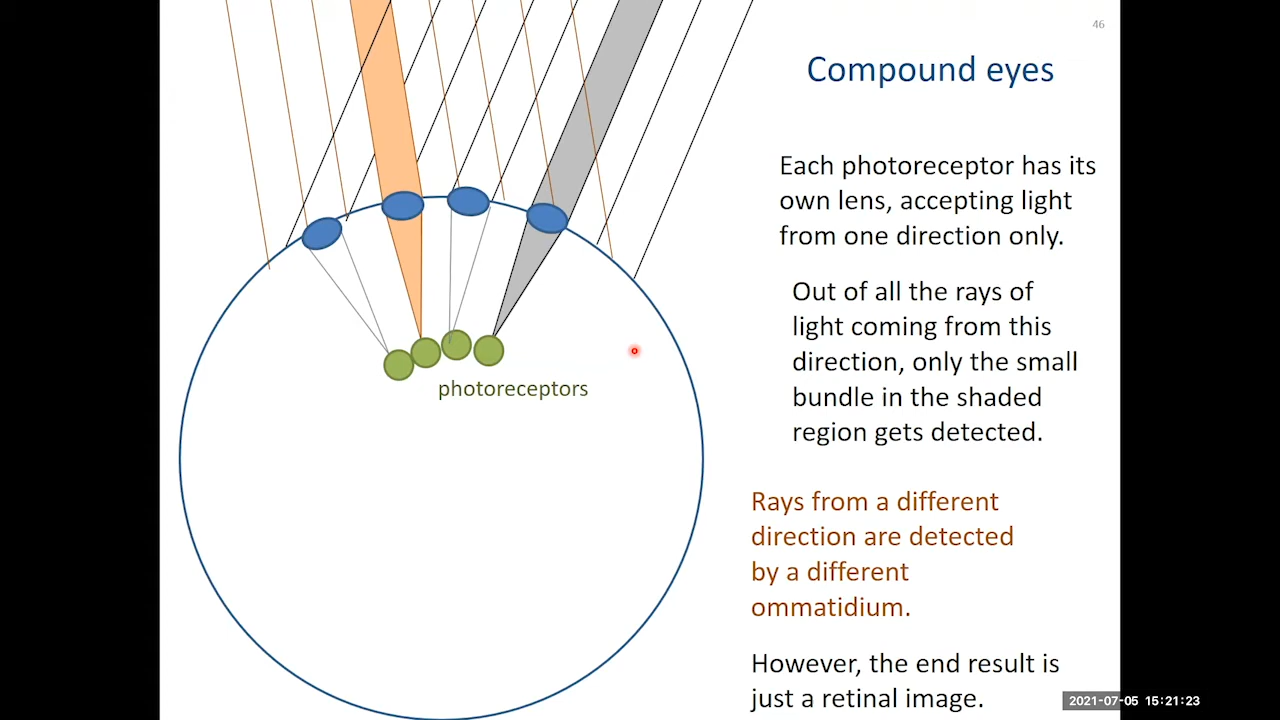 46
Compound eyes
Each photoreceptor has its
own lens, accepting light
from one direction only.
Out of all the rays of
light coming from this
direction, only the small
bundle in the shaded
region gets detected.
photoreceptors
Rays from a different
direction are detected
by a different
ommatidium.
However, the end result is
just a retinal image.
2021-07-05 15:21:23